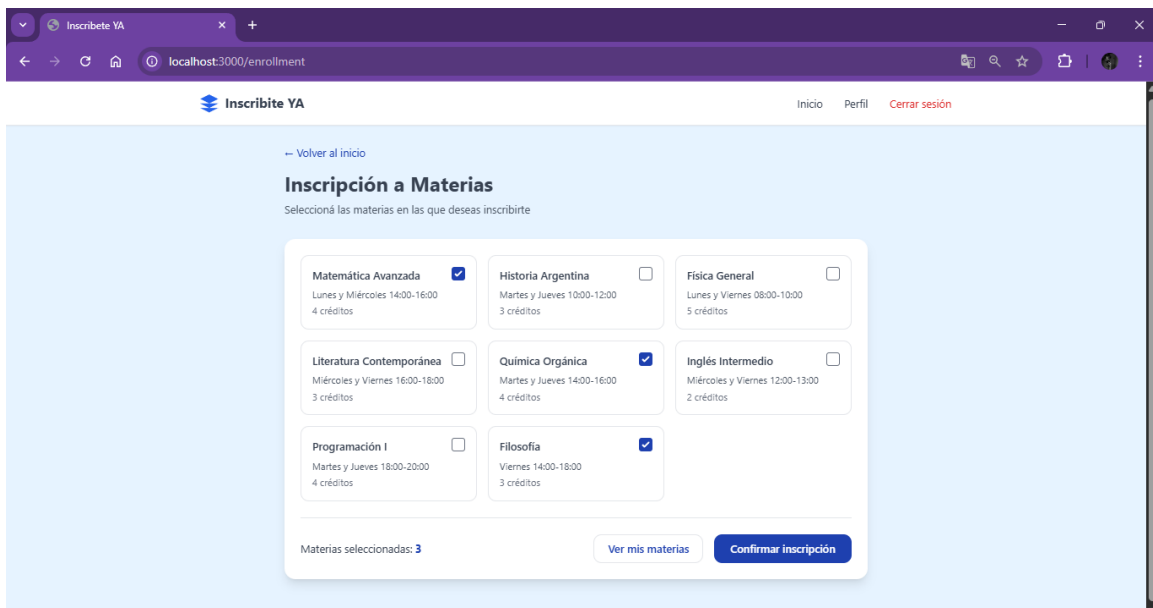 Inscribete YA
localhost:3000/enrollment
Inscribite YA
Inicio
Perfil
Cerrar sesión
← Volver al inicio
Inscripción a Materias
Seleccioná las materias en las que deseas inscribirte
Matemática Avanzada
Lunes y Miércoles 14:00-16:00
4 créditos
Historia Argentina
Martes y Jueves 10:00-12:00
3 créditos
Física General
Lunes y Viernes 08:00-10:00
5 créditos
Literatura Contemporánea
Miércoles y Viernes 16:00-18:00
3 créditos
Química Orgánica
Martes y Jueves 14:00-16:00
4 créditos
Inglés Intermedio
Miércoles y Viernes 12:00-13:00
2 créditos
Programación I
Martes y Jueves 18:00-20:00
4 créditos
Filosofía
Viernes 14:00-18:00
3 créditos
Materias seleccionadas: 3
Ver mis materias
Confirmar inscripción